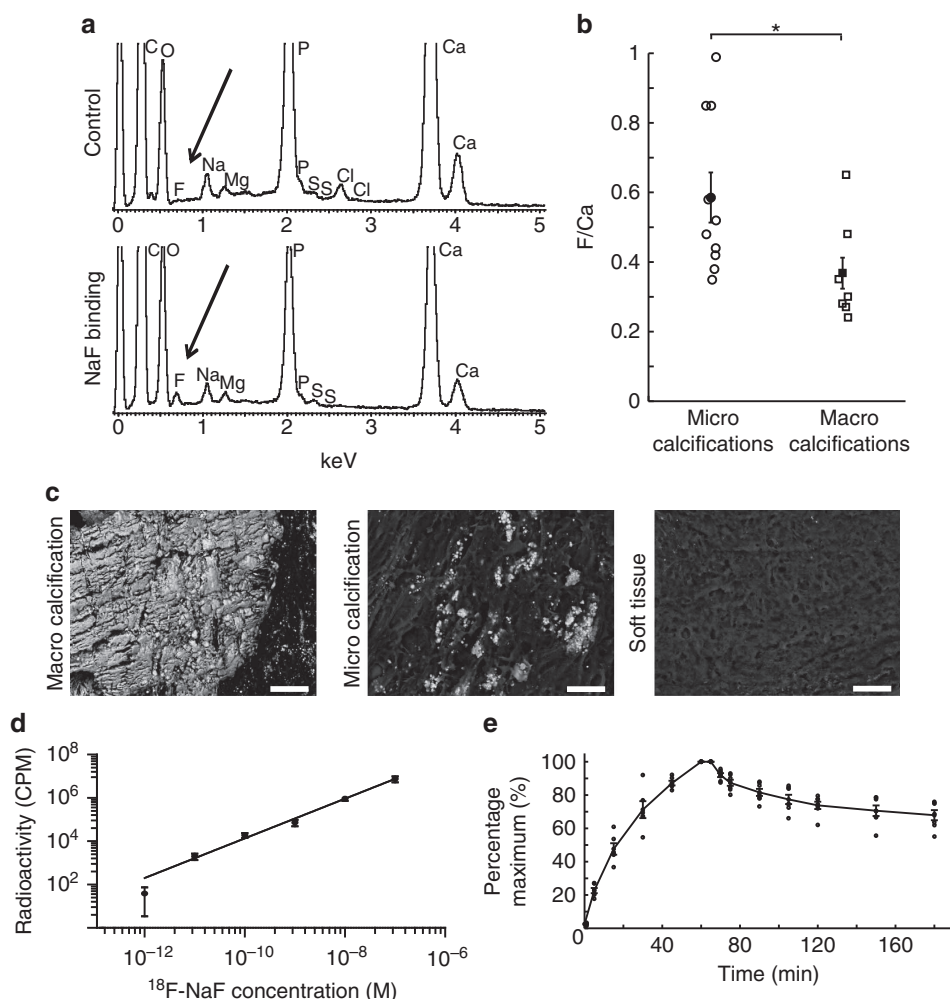 a
Control
C O
F
Na
Mg
P
P
S
S
Cl
Cl
Ca
Ca
0 1 2 3 4 5
NaF binding
C O
F
Na
Mg
P
P
S
S
Ca
Ca
0 1 2 3 4 5
keV
b
*
F/Ca
1
0.8
0.6
0.4
0.2
0
Micro
calcifications
Macro
calcifications
c
Macro calcification
Micro calcification
Soft tissue
d
Radioactivity (CPM)
10^8
10^6
10^4
10^2
10^−12 10^−10 10^−8 10^−6
^18F-NaF concentration (M)
e
Percentage
maximum (%)
100
80
60
40
20
0
40 80 120 160
Time (min)